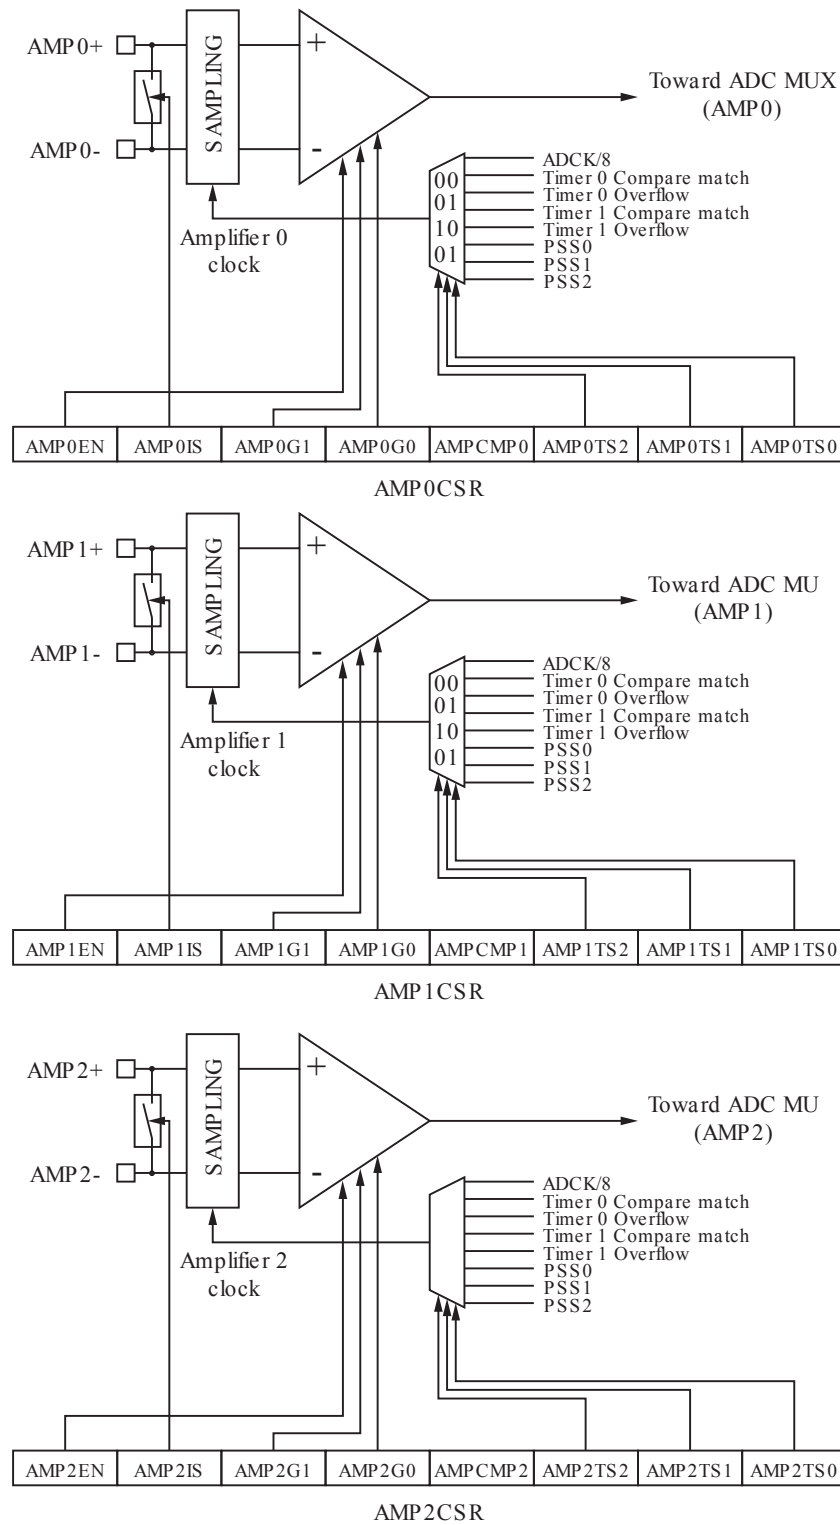 AMP0+
SAMPLING
+
Toward ADC MUX
(AMP0)
AMP0-
-
ADCK/8
00
Timer 0 Compare match
Timer 0 Overflow
01
Timer 1 Compare match
10
Timer 1 Overflow
PSS0
01
PSS1
PSS2
Amplifier 0
clock
AMP0EN AMP0IS AMP0G1 AMP0G0 AMPCMP0 AMP0TS2 AMP0TS1 AMP0TS0
AMP0CSR
AMP1+
SAMPLING
+
Toward ADC MU
(AMP1)
AMP1-
-
ADCK/8
00
Timer 0 Compare match
Timer 0 Overflow
01
Timer 1 Compare match
10
Timer 1 Overflow
PSS0
01
PSS1
PSS2
Amplifier 1
clock
AMP1EN AMP1IS AMP1G1 AMP1G0 AMPCMP1 AMP1TS2 AMP1TS1 AMP1TS0
AMP1CSR
AMP2+
SAMPLING
+
Toward ADC MU
(AMP2)
AMP2-
-
ADCK/8
Timer 0 Compare match
Timer 0 Overflow
Timer 1 Compare match
Timer 1 Overflow
PSS0
PSS1
PSS2
Amplifier 2
clock
AMP2EN AMP2IS AMP2G1 AMP2G0 AMPCMP2 AMP2TS2 AMP2TS1 AMP2TS0
AMP2CSR